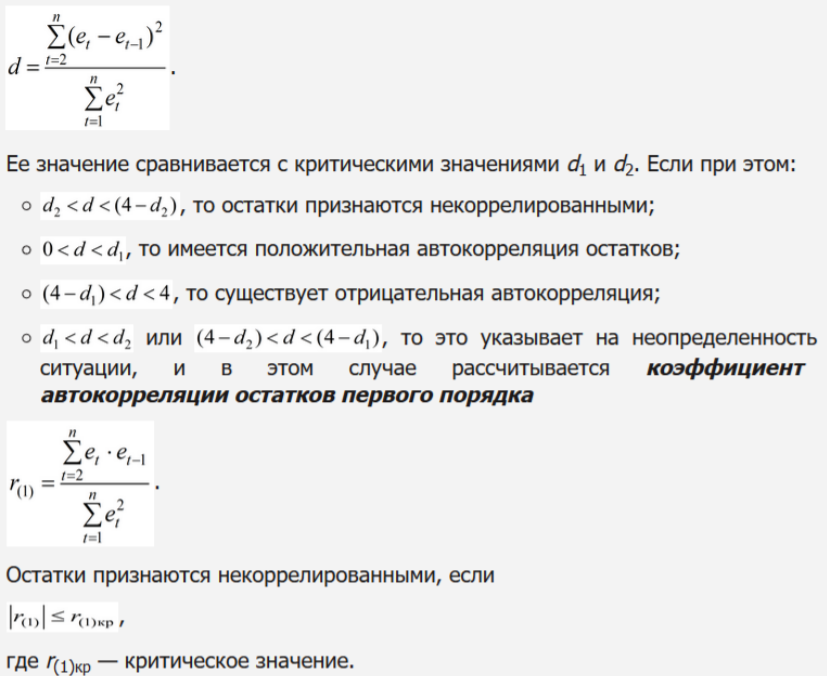 d = \frac{\sum_{t=2}^{n}(e_t − e_{t−1})^2}{\sum_{t=1}^{n}e_t^2}.
Ее значение сравнивается с критическими значениями d_1 и d_2. Если при этом:
○ d_2 < d < (4 − d_2), то остатки признаются некоррелированными;
○ 0 < d < d_1, то имеется положительная автокорреляция остатков;
○ (4 − d_1) < d < 4, то существует отрицательная автокорреляция;
○ d_1 < d < d_2 или (4 − d_2) < d < (4 − d_1), то это указывает на неопределенность
ситуации, и в этом случае рассчитывается коэффициент
автокорреляции остатков первого порядка
r_{(1)} = \frac{\sum_{t=2}^{n}e_t · e_{t−1}}{\sum_{t=1}^{n}e_t^2}.
Остатки признаются некоррелированными, если
|r_{(1)}| ≤ r_{(1)кр},
где r_{(1)кр} — критическое значение.